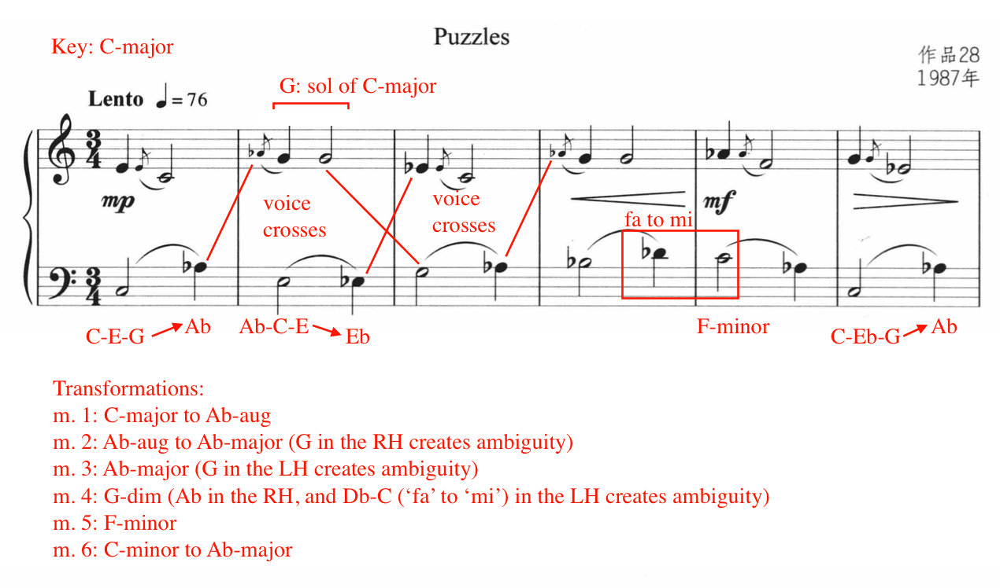 Puzzles
Key: C-major
作品28
1987年
G: sol of C-major
Lento ♩=76
3
4
mp
voice
crosses
voice
crosses
mf
fa to mi
3
4
C-E-G
Ab
Ab-C-E
Eb
F-minor
C-Eb-G
Ab
Transformations:
m. 1: C-major to Ab-aug
m. 2: Ab-aug to Ab-major (G in the RH creates ambiguity)
m. 3: Ab-major (G in the LH creates ambiguity)
m. 4: G-dim (Ab in the RH, and Db-C (‘fa’ to ‘mi’) in the LH creates ambiguity)
m. 5: F-minor
m. 6: C-minor to Ab-major